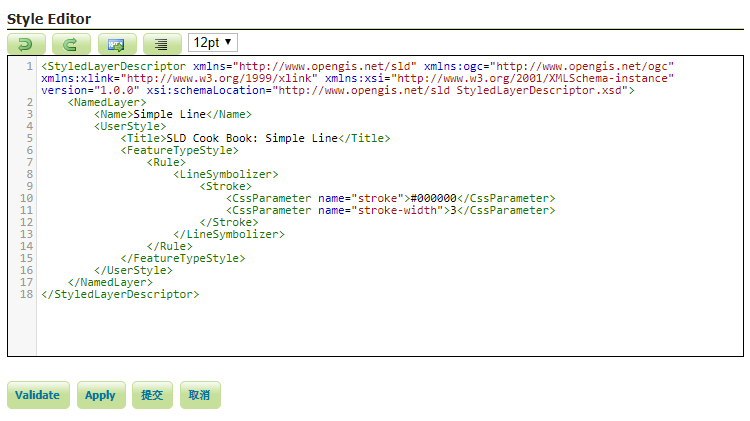 Style Editor
12pt
1 <StyledLayerDescriptor xmlns="http://www.opengis.net/sld" xmlns:ogc="http://www.opengis.net/ogc"
xmlns:xlink="http://www.w3.org/1999/xlink" xmlns:xsi="http://www.w3.org/2001/XMLSchema-instance"
version="1.0.0" xsi:schemaLocation="http://www.opengis.net/sld StyledLayerDescriptor.xsd">
2 <NamedLayer>
3 <Name>Simple Line</Name>
4 <UserStyle>
5 <Title>SLD Cook Book: Simple Line</Title>
6 <FeatureTypeStyle>
7 <Rule>
8 <LineSymbolizer>
9 <Stroke>
10 <CssParameter name="stroke">#000000</CssParameter>
11 <CssParameter name="stroke-width">3</CssParameter>
12 </Stroke>
13 </LineSymbolizer>
14 </Rule>
15 </FeatureTypeStyle>
16 </UserStyle>
17 </NamedLayer>
18 </StyledLayerDescriptor>
Validate Apply 提交 取消